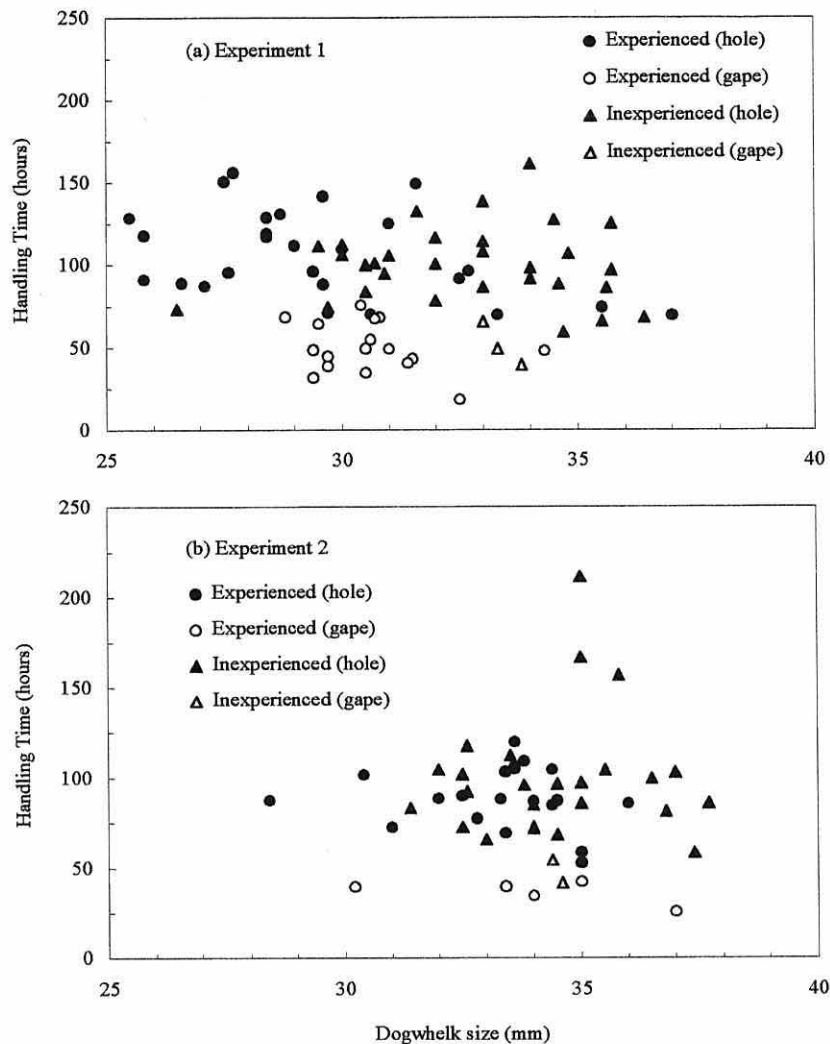 250
(a) Experiment 1
Experienced (hole)
Experienced (gape)
Inexperienced (hole)
Inexperienced (gape)
200
150
100
50
0
Handling Time (hours)
25 30 35 40
250
(b) Experiment 2
Experienced (hole)
Experienced (gape)
Inexperienced (hole)
Inexperienced (gape)
200
150
100
50
0
Handling Time (hours)
25 30 35 40
Dogwhelk size (mm)